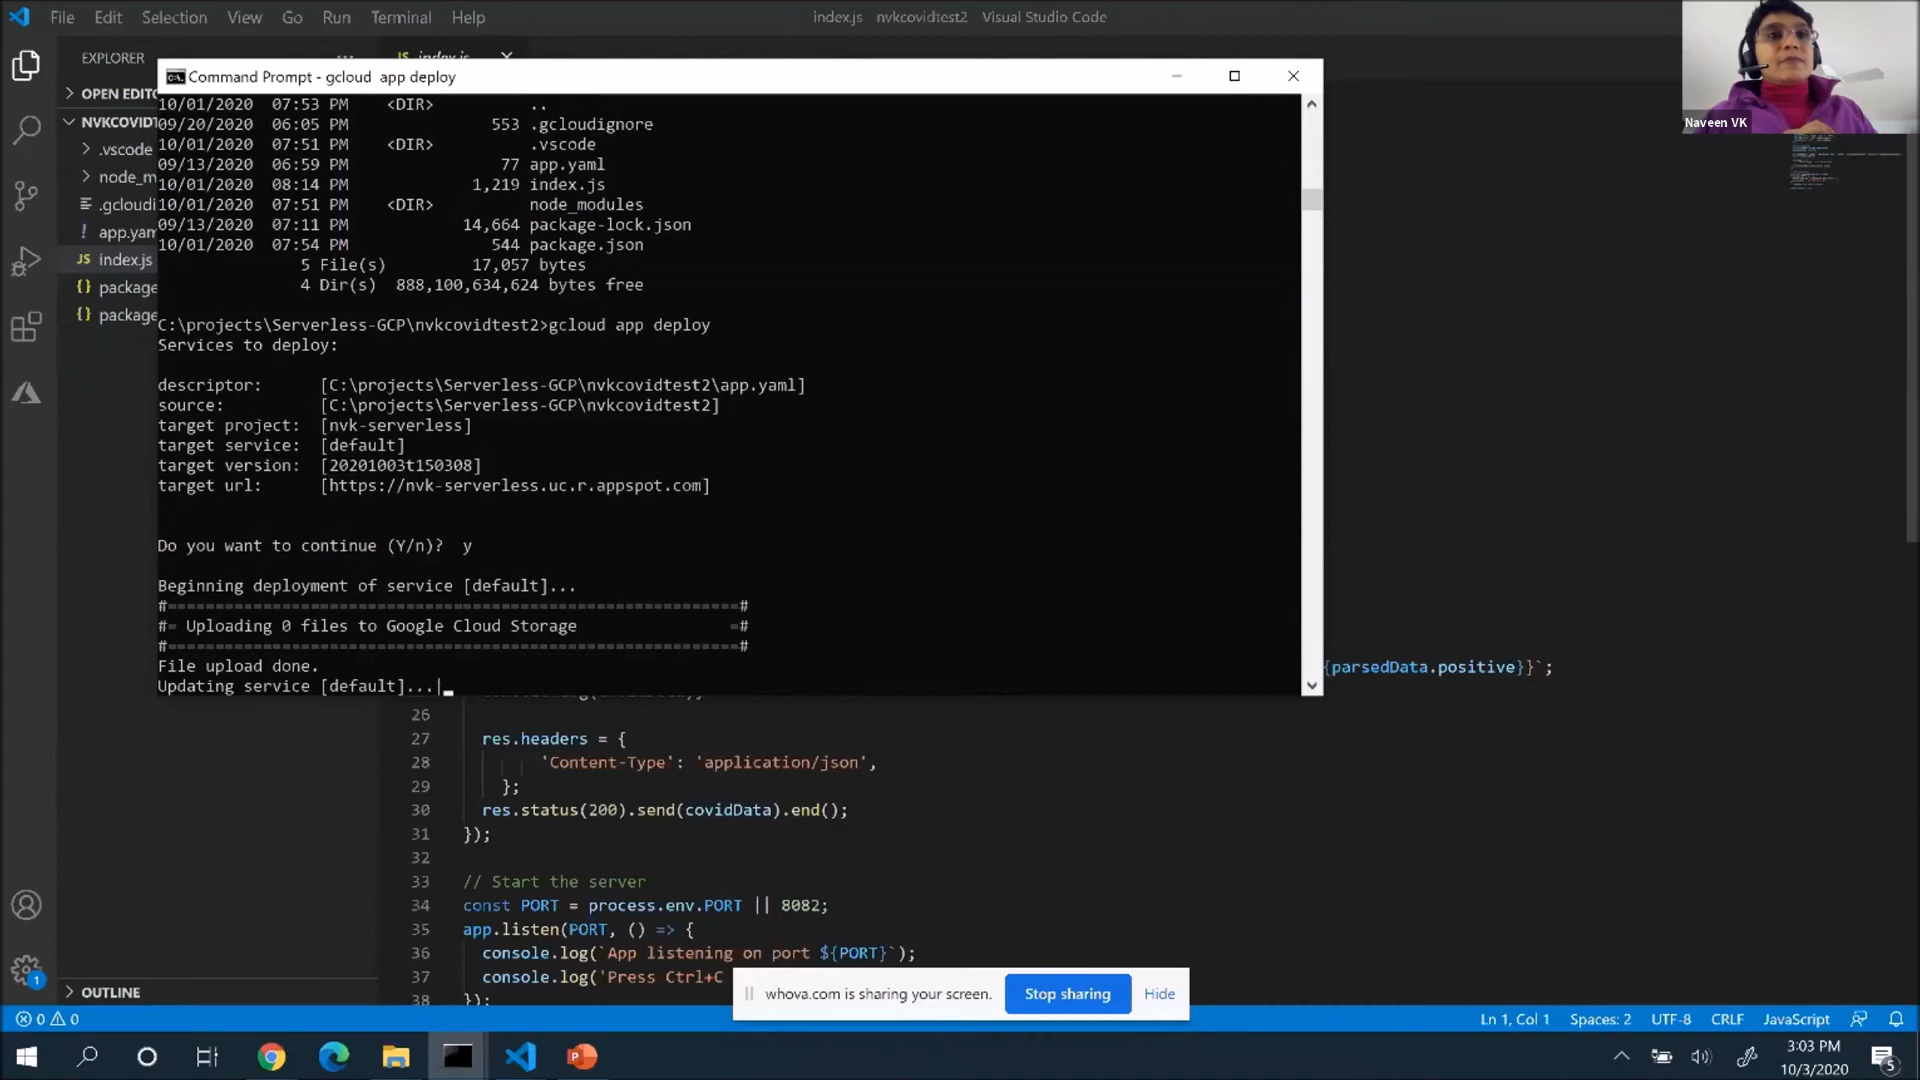 File Edit Selection View Go Run Terminal Help
index.js nvkcovidtest2 Visual Studio Code
EXPLORER
index.js
Command Prompt - gcloud app deploy
Naveen VK
OPEN EDITO
NVKCOVIDT
.vscode
node_m
.gcloudi
app.yam
index.js
package
package
10/01/2020 07:53 PM <DIR> ..
09/20/2020 06:05 PM 553 .gcloudignore
10/01/2020 07:51 PM <DIR> .vscode
09/13/2020 06:59 PM 77 app.yaml
10/01/2020 08:14 PM 1,219 index.js
10/01/2020 07:51 PM <DIR> node_modules
09/13/2020 07:11 PM 14,664 package-lock.json
10/01/2020 07:54 PM 544 package.json
5 File(s) 17,057 bytes
4 Dir(s) 888,100,634,624 bytes free
C:\projects\Serverless-GCP\nvkcovidtest2>gcloud app deploy
Services to deploy:
descriptor: [C:\projects\Serverless-GCP\nvkcovidtest2\app.yaml]
source: [C:\projects\Serverless-GCP\nvkcovidtest2]
target project: [nvk-serverless]
target service: [default]
target version: [20201003t150308]
target url: [https://nvk-serverless.uc.r.appspot.com]
Do you want to continue (Y/n)? y
Beginning deployment of service [default]...
#============================================================#
#= Uploading 0 files to Google Cloud Storage =#
#============================================================#
File upload done.
Updating service [default]...|
{parsedData.positive}}`;
26
27 res.headers = {
28 'Content-Type': 'application/json',
29 };
30 res.status(200).send(covidData).end();
31 });
32
33 // Start the server
34 const PORT = process.env.PORT || 8082;
35 app.listen(PORT, () => {
36 console.log(`App listening on port ${PORT}`);
37 console.log('Press Ctrl+C
38 });
OUTLINE
whova.com is sharing your screen. Stop sharing Hide
0 0
Ln 1, Col 1 Spaces: 2 UTF-8 CRLF JavaScript
1
3:03 PM
10/3/2020
5